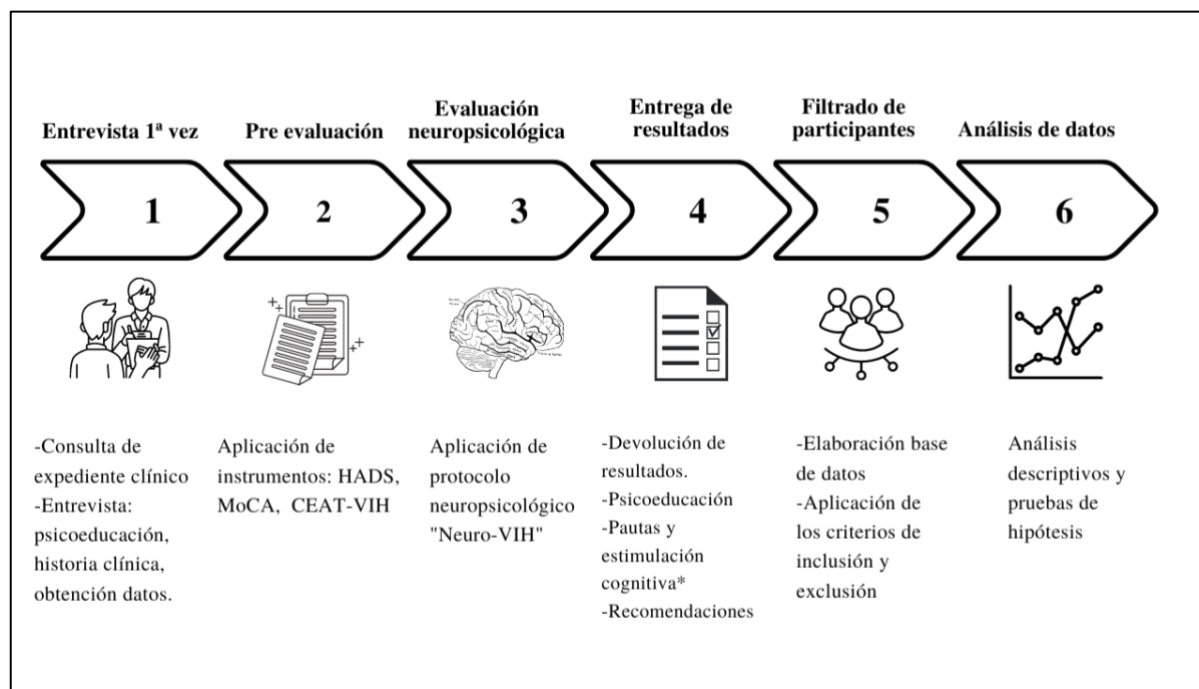 Entrevista 1ª vez
Pre evaluación
Evaluación
neuropsicológica
Entrega de
resultados
Filtrado de
participantes
Análisis de datos
1
2
3
4
5
6
-Consulta de
expediente clínico
-Entrevista:
psicoeducación,
historia clínica,
obtención datos.
Aplicación de
instrumentos: HADS,
MoCA, CEAT-VIH
Aplicación de
protocolo
neuropsicológico
"Neuro-VIH"
-Devolución de
resultados.
-Psicoeducación
-Pautas y
estimulación
cognitiva*
-Recomendaciones
-Elaboración base
de datos
-Aplicación de
los criterios de
inclusión y
exclusión
Análisis
descriptivos y
pruebas de
hipótesis